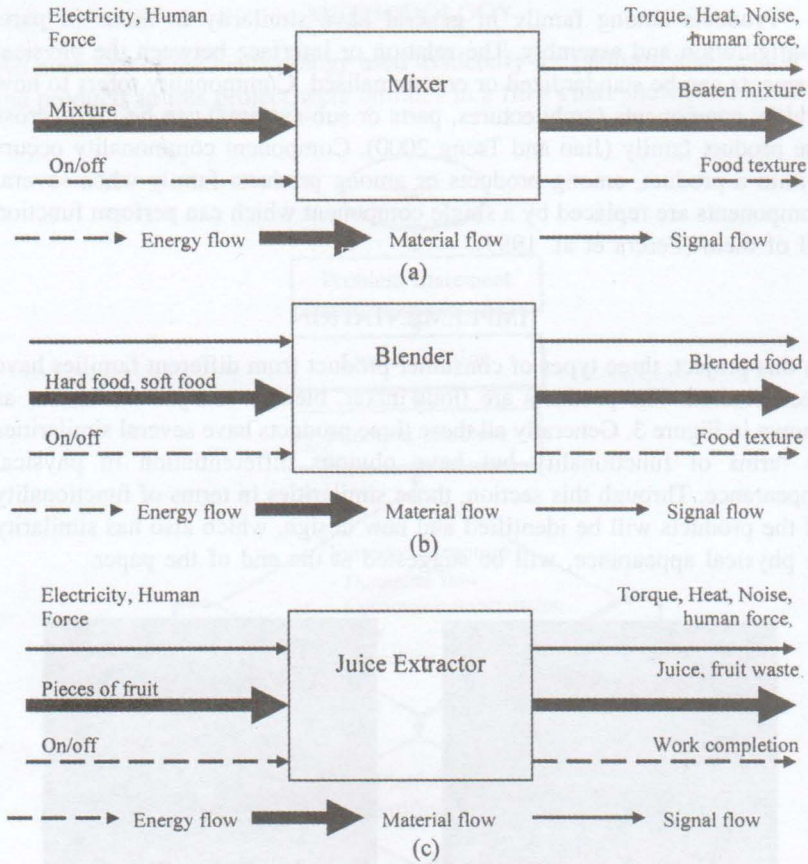 Electricity, Human
Force
Torque, Heat, Noise,
human force,
Mixer
Mixture
Beaten mixture
On/off
Food texture
Energy flow Material flow Signal flow
(a)
Blender
Blended food
Hard food, soft food
On/off
Food texture
Energy flow Material flow Signal flow
(b)
Electricity, Human
Force
Torque, Heat, Noise,
human force,
Juice Extractor
Juice, fruit waste
Pieces of fruit
On/off
Work completion
Energy flow Material flow Signal flow
(c)